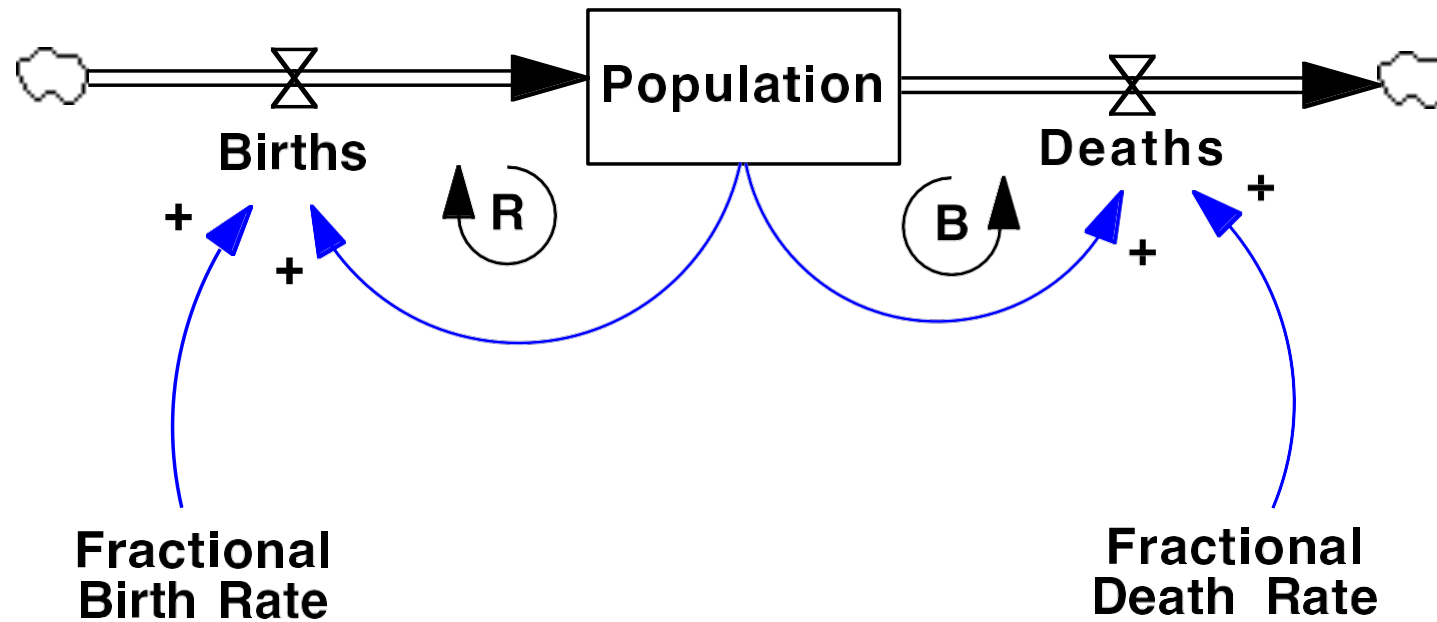 Population
Births
Deaths
R
B
+
+
+
+
Fractional
Birth Rate
Fractional
Death Rate